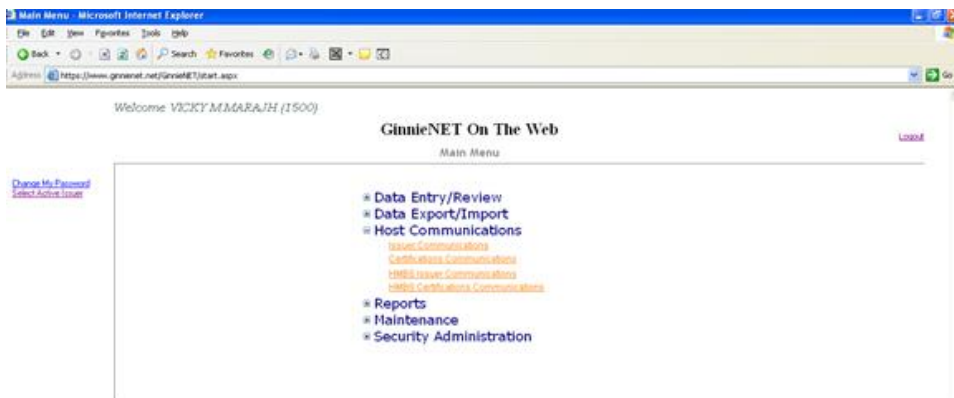 Main Menu - Microsoft Internet Explorer
File Edit View Favorites Tools Help
Back Search Favorites
Address https://www.ginnienet.net/GinnieNET/start.aspx Go
Welcome VICKY M MARAJH (1500)
GinnieNET On The Web
Logout
Main Menu
Change My Password
Select Active Issuer
Data Entry/Review
Data Export/Import
Host Communications
Issuer Communications
Certifications Communications
HMBS Issuer Communications
HMBS Certifications Communications
Reports
Maintenance
Security Administration